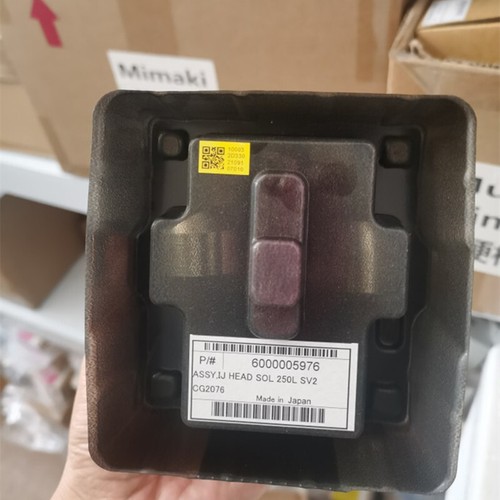 Mimaki
P/# 6000005976
ASSY.IJ HEAD SOL 250L SV2
CG2076
Made in Japan